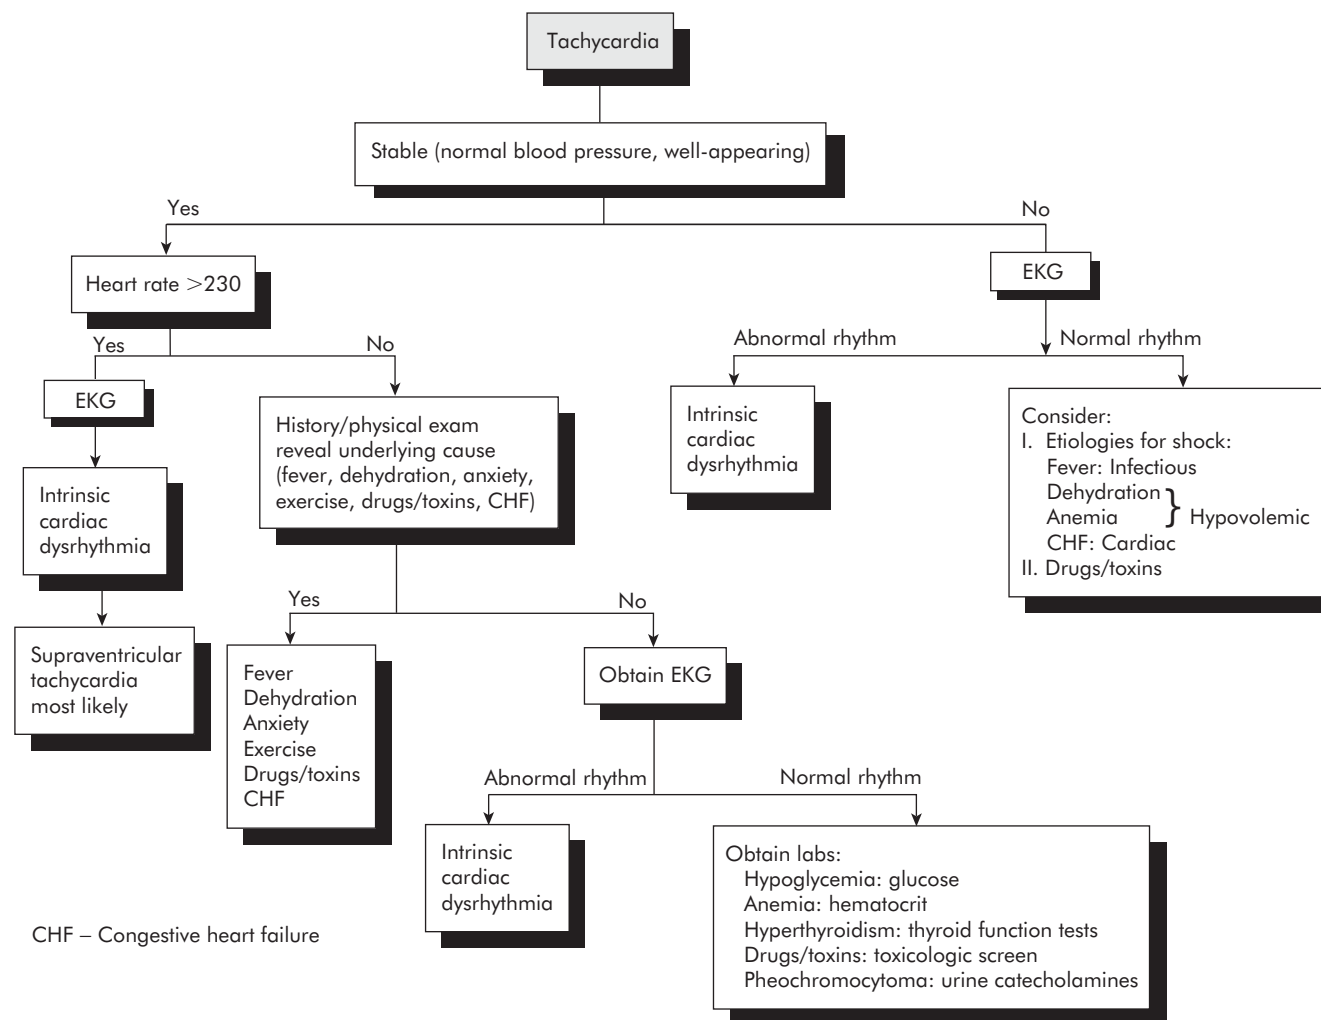 Tachycardia
Stable (normal blood pressure, well-appearing)
Yes
No
Heart rate >230
EKG
Yes
No
Abnormal rhythm
Normal rhythm
EKG
History/physical exam
reveal underlying cause
(fever, dehydration, anxiety,
exercise, drugs/toxins, CHF)
Intrinsic
cardiac
dysrhythmia
Consider:
I. Etiologies for shock:
Fever: Infectious
Dehydration
Anemia
} Hypovolemic
CHF: Cardiac
II. Drugs/toxins
Intrinsic
cardiac
dysrhythmia
Yes
No
Supraventricular
tachycardia
most likely
Fever
Dehydration
Anxiety
Exercise
Drugs/toxins
CHF
Obtain EKG
Abnormal rhythm
Normal rhythm
Intrinsic
cardiac
dysrhythmia
Obtain labs:
Hypoglycemia: glucose
Anemia: hematocrit
Hyperthyroidism: thyroid function tests
Drugs/toxins: toxicologic screen
Pheochromocytoma: urine catecholamines
CHF – Congestive heart failure